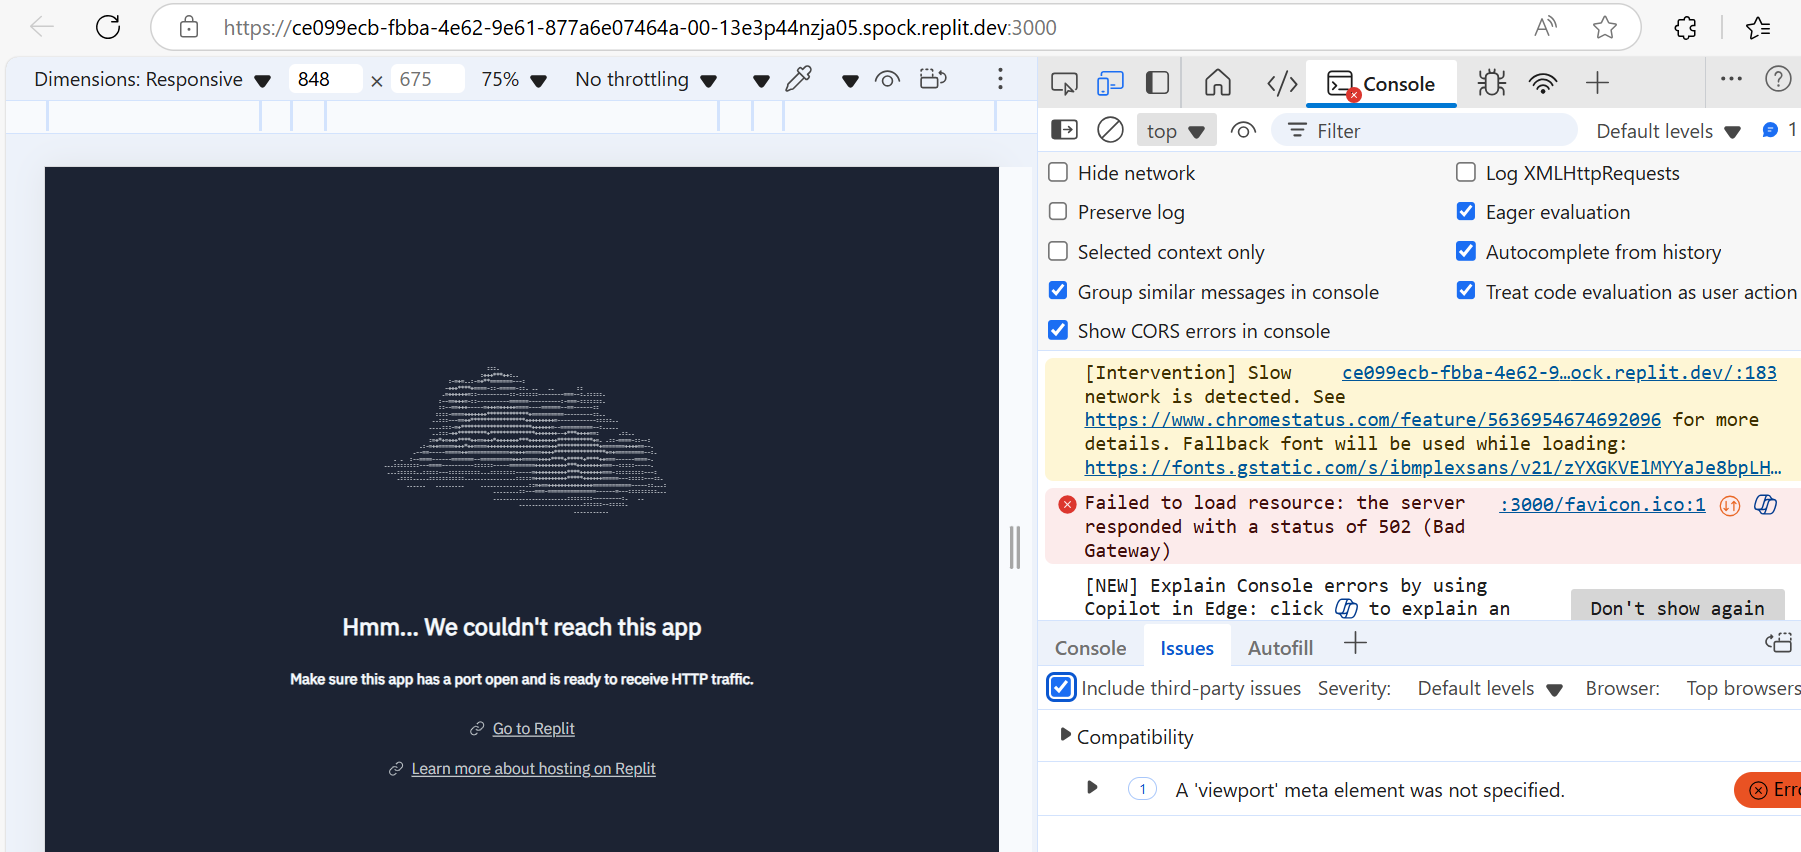 https://ce099ecb-fbba-4e62-9e61-877a6e07464a-00-13e3p44nzja05.spock.replit.dev:3000
Dimensions: Responsive 848 × 675 75% No throttling
Console
top Filter Default levels 1
Hide network Log XMLHttpRequests
Preserve log Eager evaluation
Selected context only Autocomplete from history
Group similar messages in console Treat code evaluation as user action
Show CORS errors in console
[Intervention] Slow ce099ecb-fbba-4e62-9…ock.replit.dev/:183
network is detected. See
https://www.chromestatus.com/feature/5636954674692096 for more
details. Fallback font will be used while loading:
https://fonts.gstatic.com/s/ibmplexsans/v21/zYXGKVElMYYaJe8bpLH…
Failed to load resource: the server :3000/favicon.ico:1
responded with a status of 502 (Bad
Gateway)
[NEW] Explain Console errors by using
Copilot in Edge: click to explain an Don't show again
Console Issues Autofill
Include third-party issues Severity: Default levels Browser: Top browsers
Compatibility
1 A 'viewport' meta element was not specified. Erro
Hmm... We couldn't reach this app
Make sure this app has a port open and is ready to receive HTTP traffic.
Go to Replit
Learn more about hosting on Replit